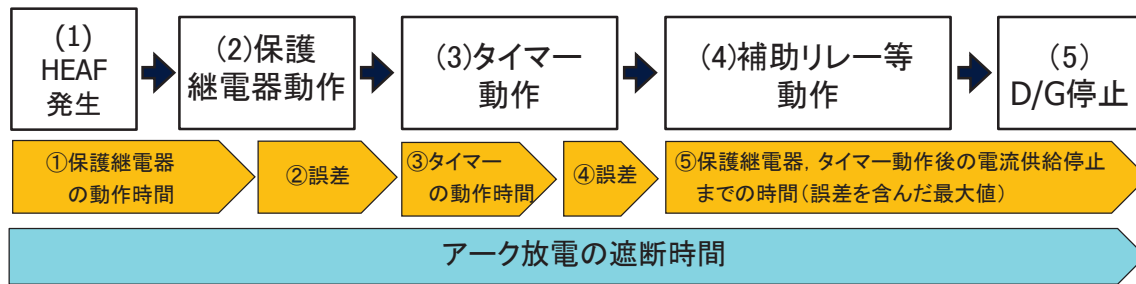 (1)
HEAF
発生
(2)保護
継電器動作
(3)タイマー
動作
(4)補助リレー等
動作
(5)
D/G停止
①保護継電器
の動作時間
②誤差
③タイマー
の動作時間
④誤差
⑤保護継電器，タイマー動作後の電流供給停止
までの時間（誤差を含んだ最大値）
アーク放電の遮断時間